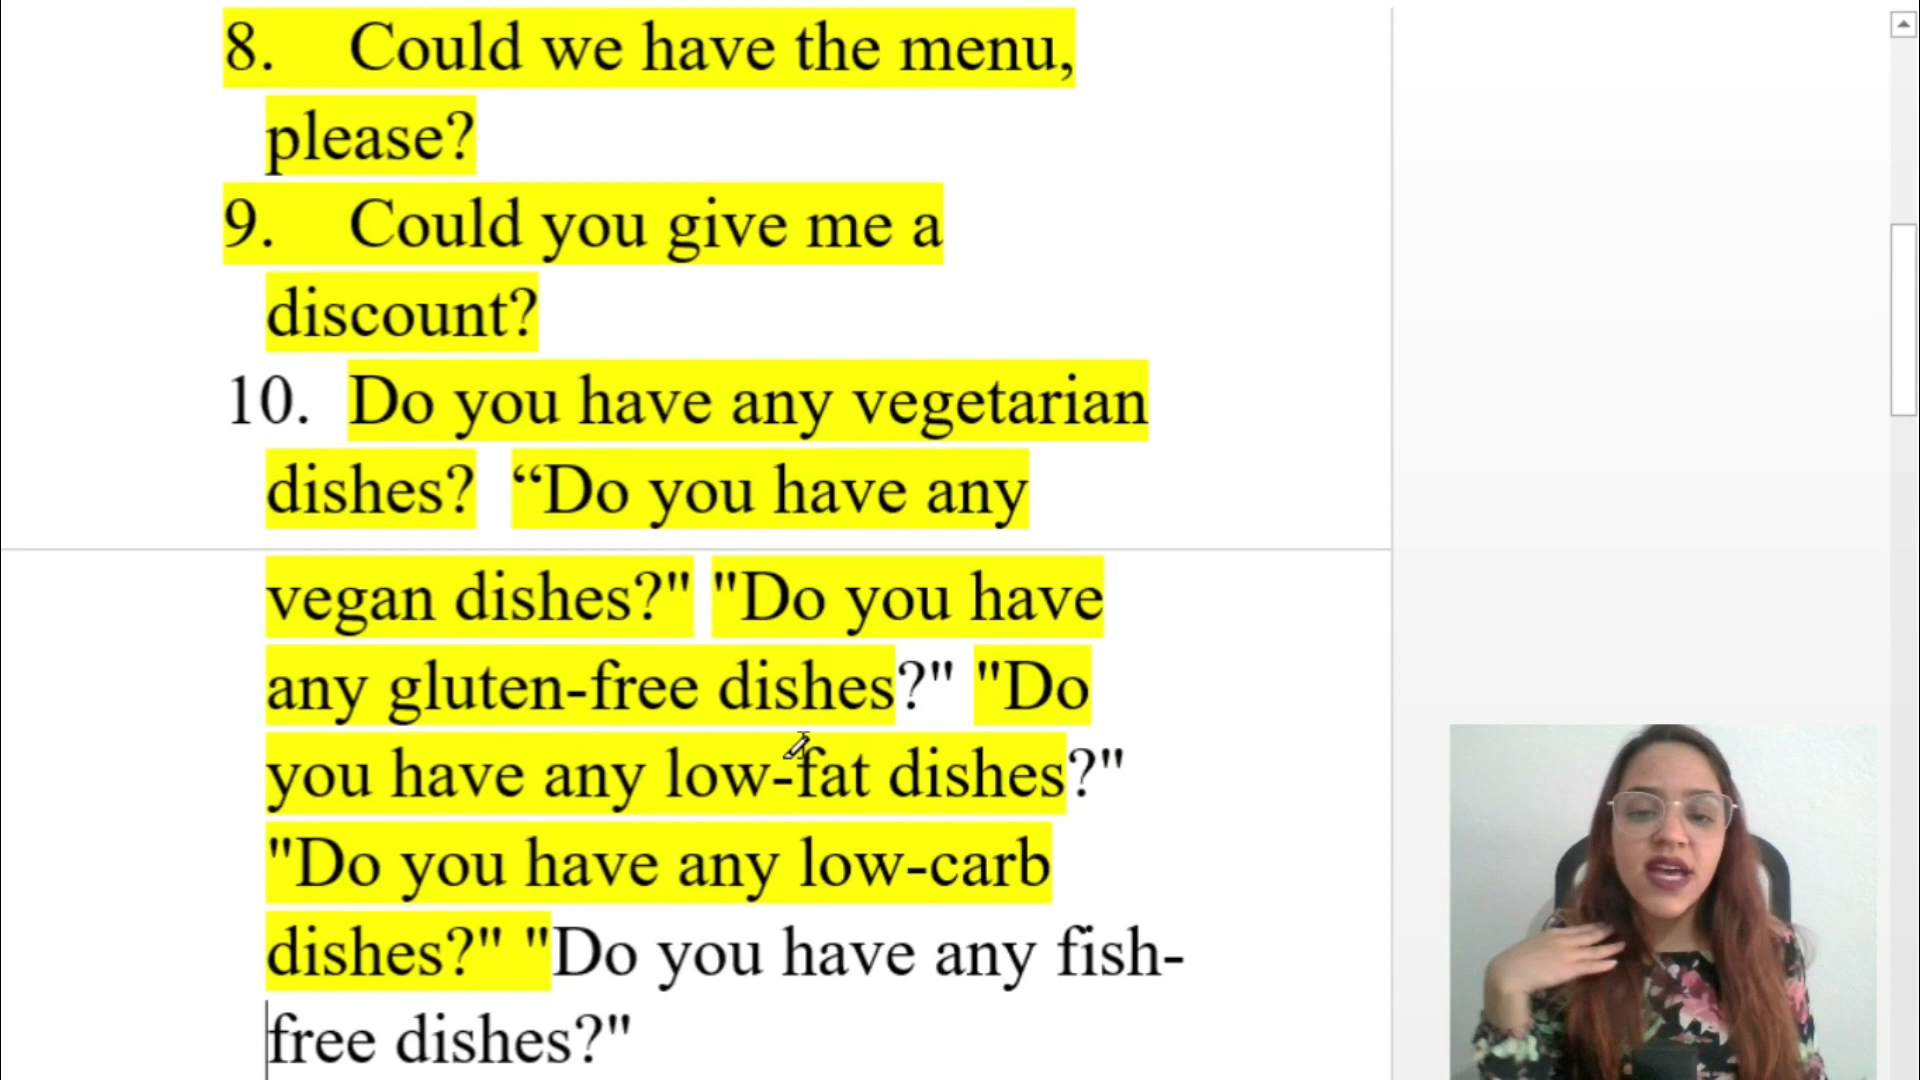 8. Could we have the menu,
please?
9. Could you give me a
discount?
10. Do you have any vegetarian
dishes? “Do you have any
vegan dishes?" "Do you have
any gluten-free dishes?" "Do
you have any low-fat dishes?"
"Do you have any low-carb
dishes?" "Do you have any fish-
free dishes?"